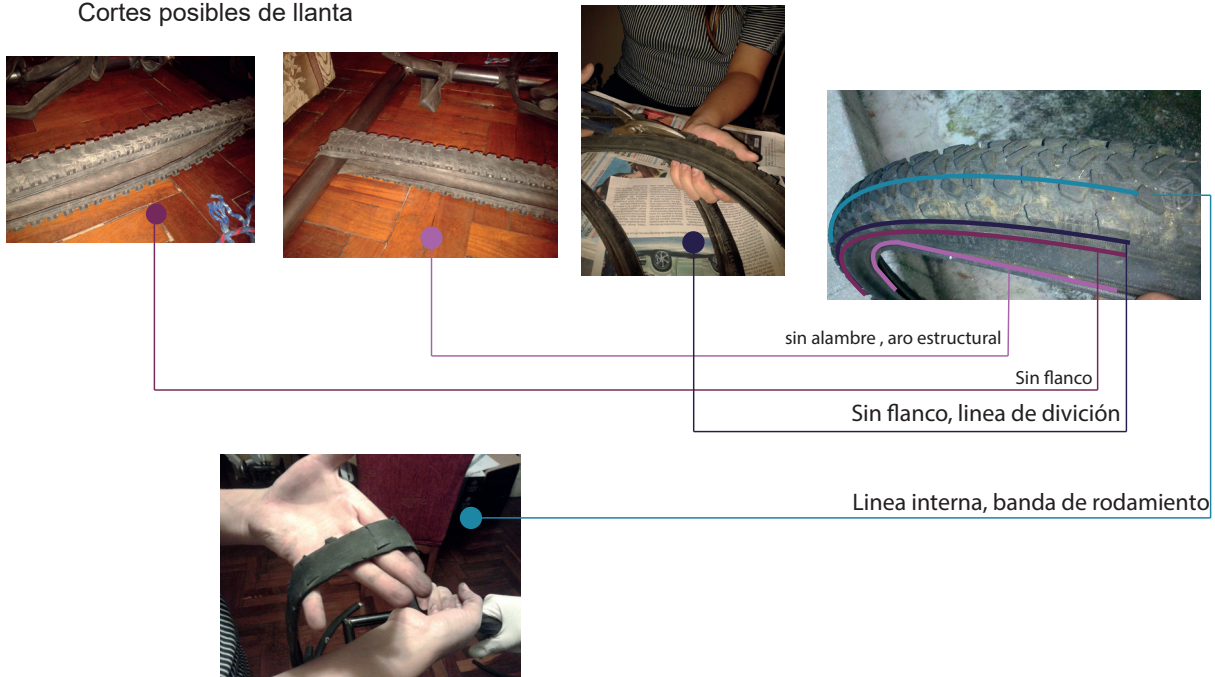 Cortes posibles de llanta
sin alambre , aro estructural
Sin flanco
Sin flanco, linea de divición
Linea interna, banda de rodamiento